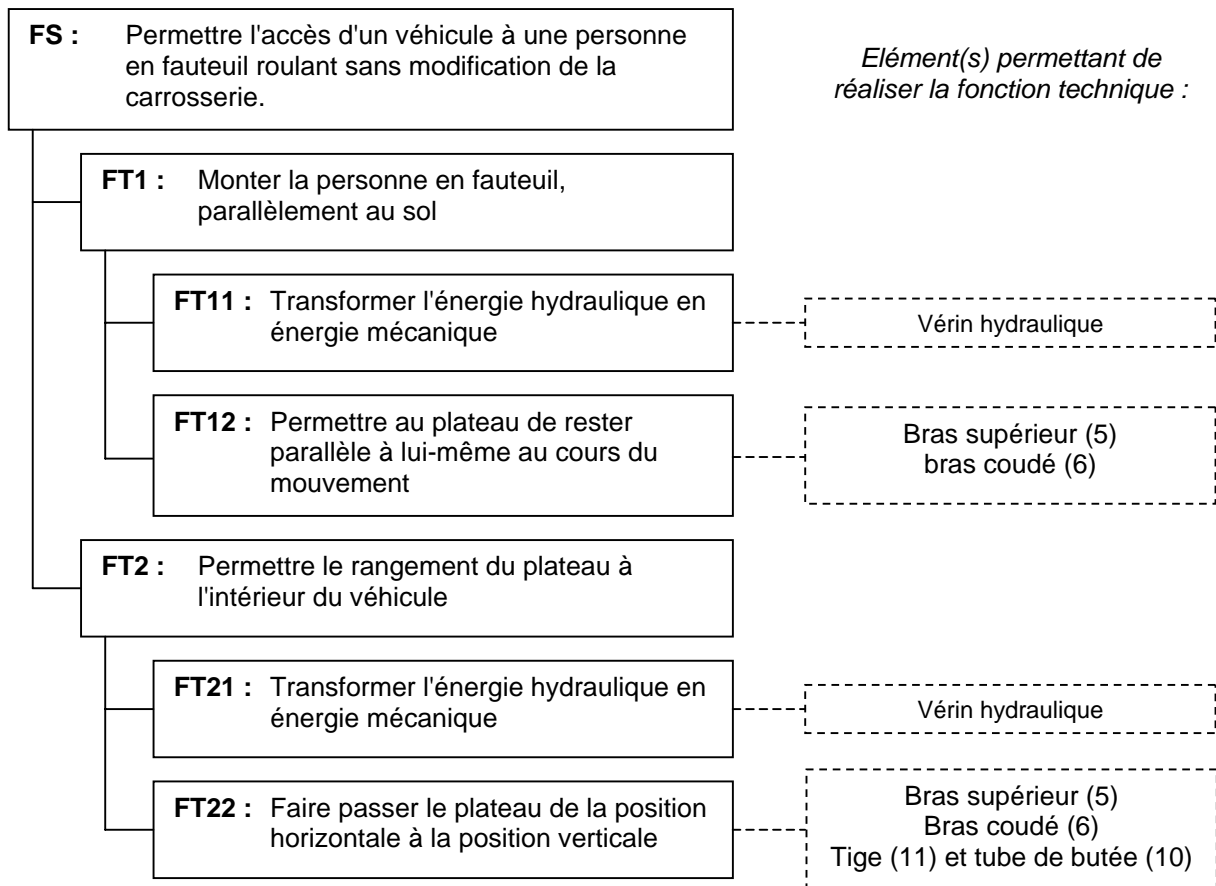 FS : Permettre l'accès d'un véhicule à une personne
en fauteuil roulant sans modification de la
carrosserie.
Elément(s) permettant de
réaliser la fonction technique :
FT1 : Monter la personne en fauteuil,
parallèlement au sol
FT11 : Transformer l'énergie hydraulique en
énergie mécanique
Vérin hydraulique
FT12 : Permettre au plateau de rester
parallèle à lui-même au cours du
mouvement
Bras supérieur (5)
bras coudé (6)
FT2 : Permettre le rangement du plateau à
l'intérieur du véhicule
FT21 : Transformer l'énergie hydraulique en
énergie mécanique
Vérin hydraulique
FT22 : Faire passer le plateau de la position
horizontale à la position verticale
Bras supérieur (5)
Bras coudé (6)
Tige (11) et tube de butée (10)